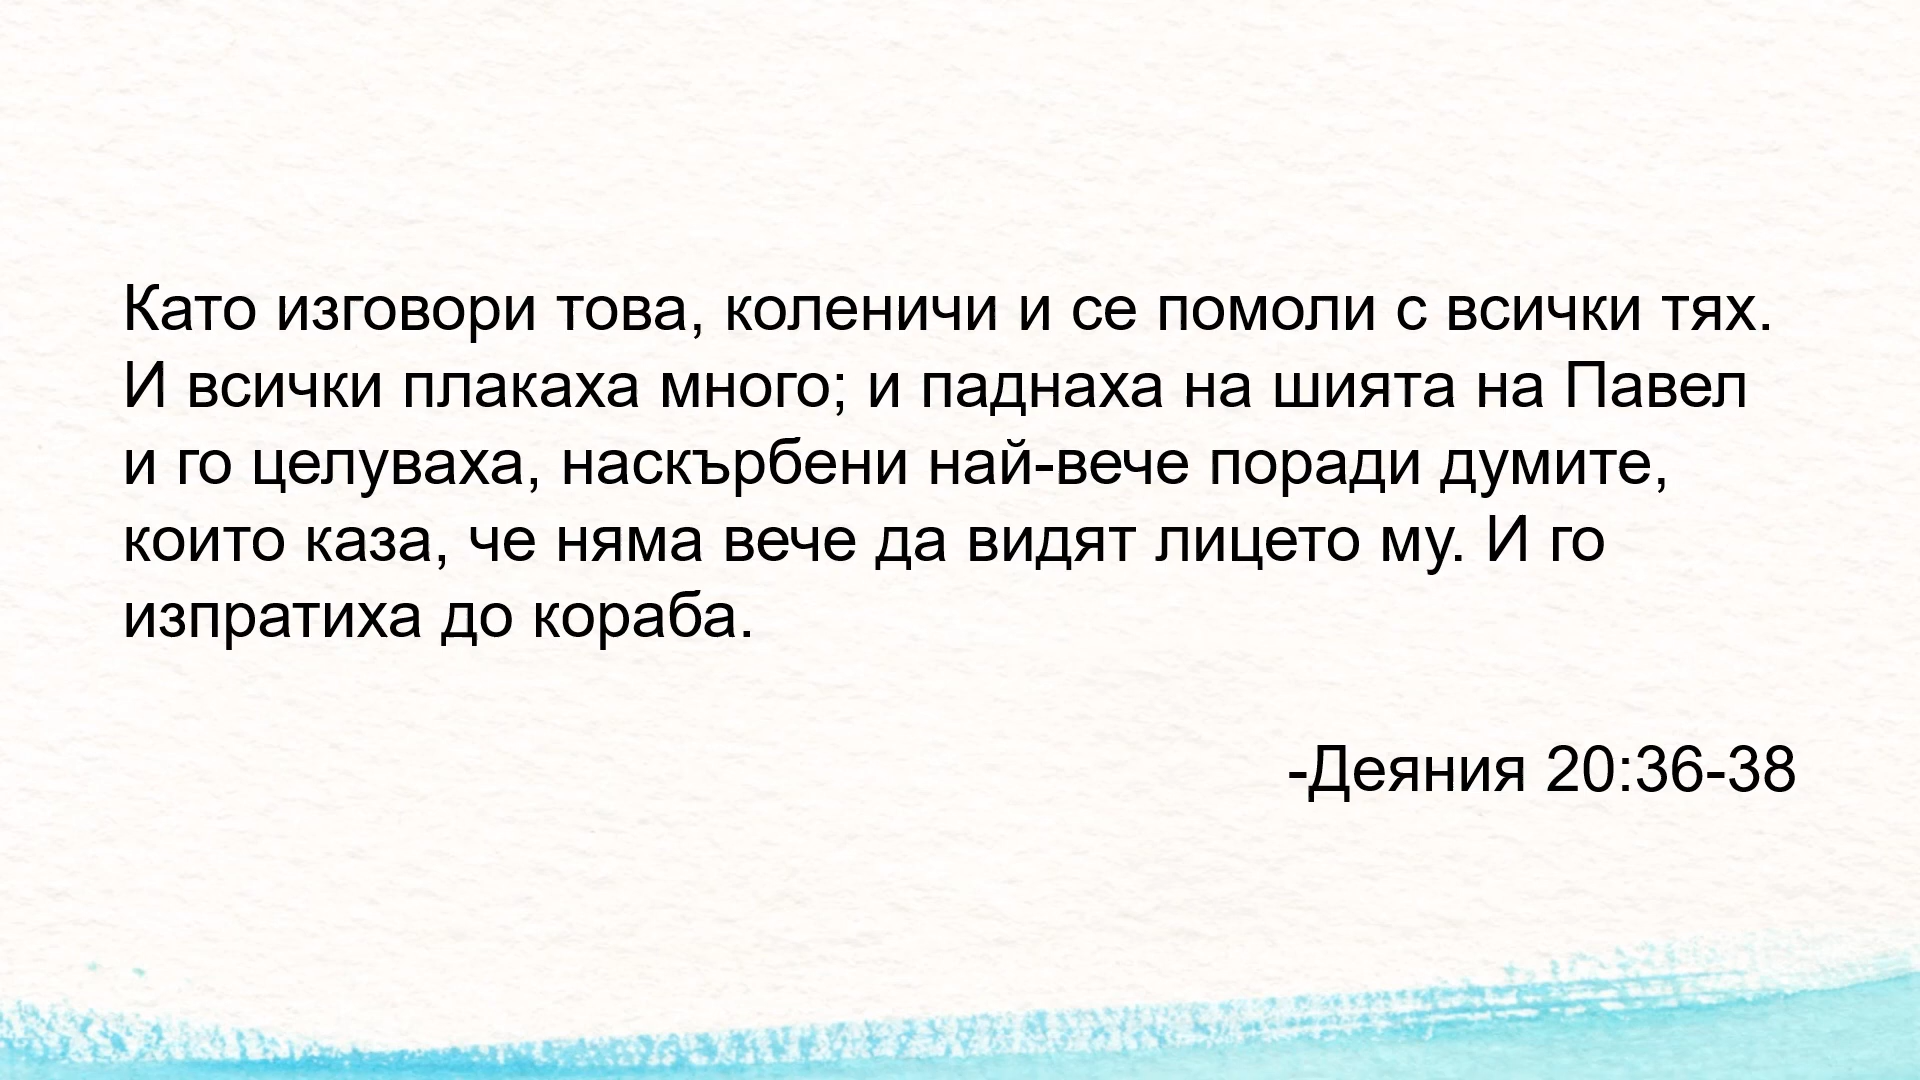 Като изговори това, коленичи и се помоли с всички тях.
И всички плакаха много; и паднаха на шията на Павел
и го целуваха, наскърбени най-вече поради думите,
които каза, че няма вече да видят лицето му. И го
изпратиха до кораба.
-Деяния 20:36-38